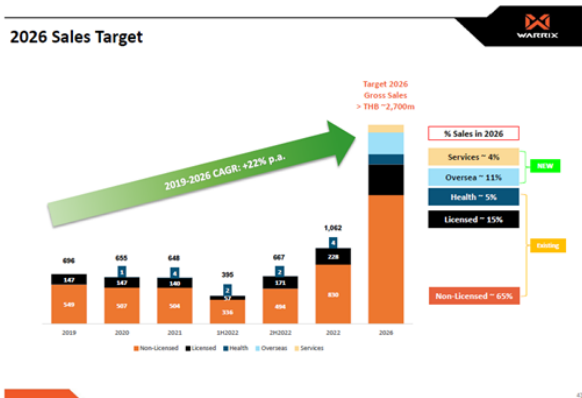 WARRIX
2026 Sales Target
Target 2026
Gross Sales
> THB ~2,700m
2019-2026 CAGR: +22% p.a.
% Sales in 2026
Services ~ 4%
Oversea ~ 11%
NEW
Health ~ 5%
Licensed ~ 15%
Existing
Non-Licensed ~ 65%
696
147
549
655
1
147
507
648
4
140
504
395
2
57
336
667
2
171
494
1,062
4
228
830
2019
2020
2021
1H2022
2H2022
2022
2026
Non-Licensed
Licensed
Health
Overseas
Services